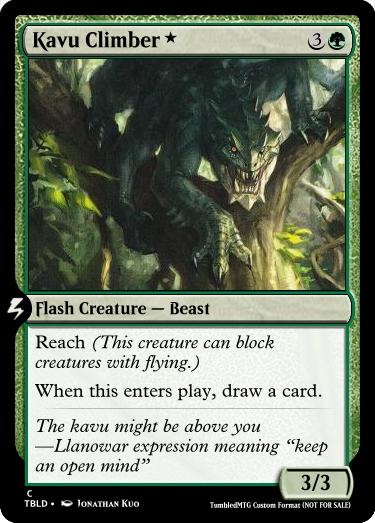 Kavu Climber★ 3
Flash Creature — Beast
Reach (This creature can block
creatures with flying.)
When this enters play, draw a card.
The kavu might be above you
—Llanowar expression meaning “keep
an open mind”
3/3
C
TBLD • Jonathan Kuo
TumbledMTG Custom Format (NOT FOR SALE)